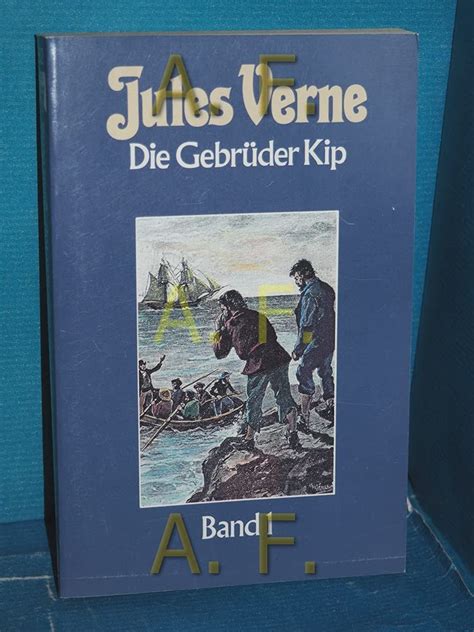 A. F.
Jules Verne
Die Gebrüder Kip
A. F.
Band 1
A. F.